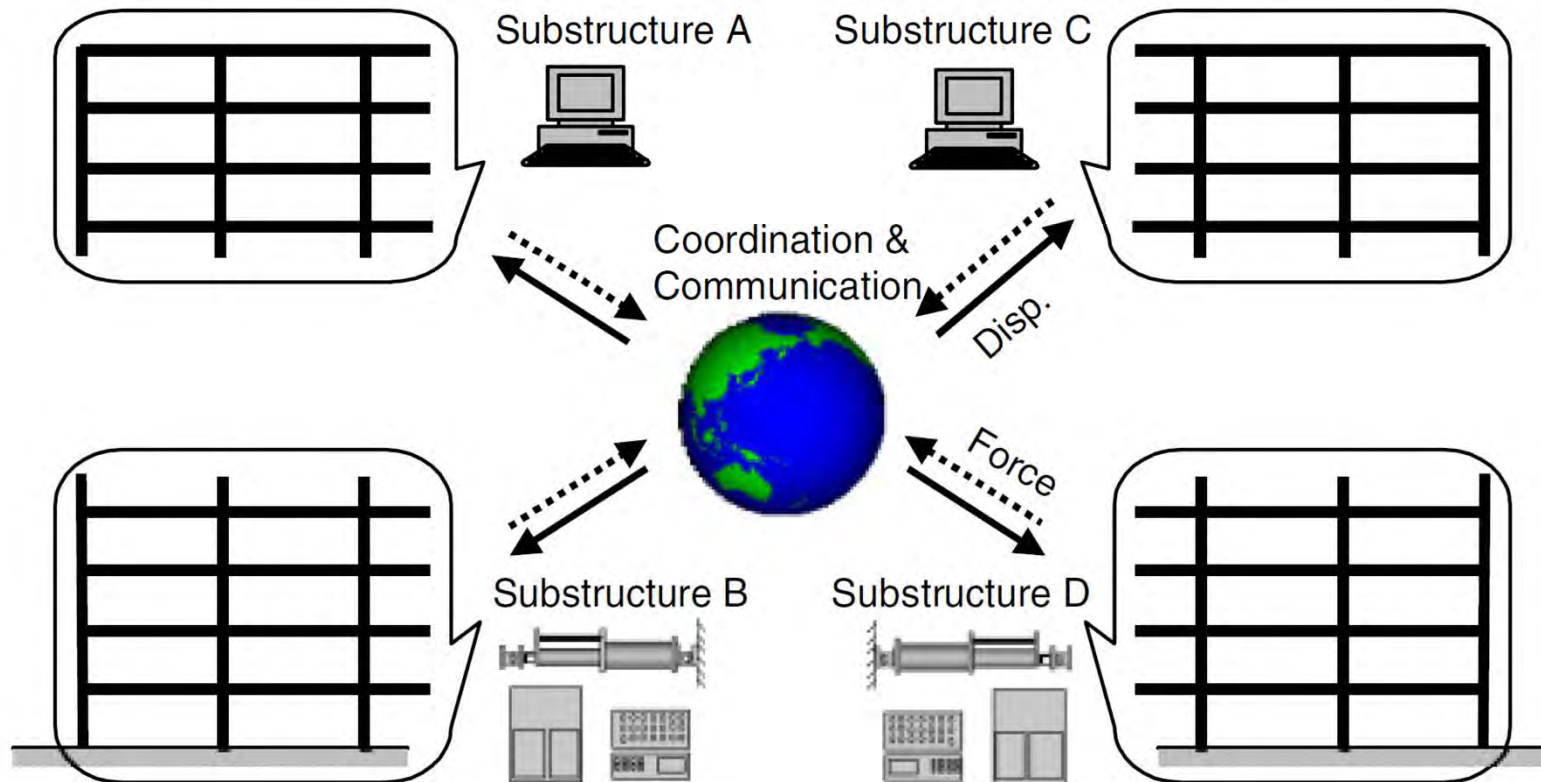 Substructure A
Substructure C
Coordination &
Communication
Disp.
Force
Substructure B
Substructure D